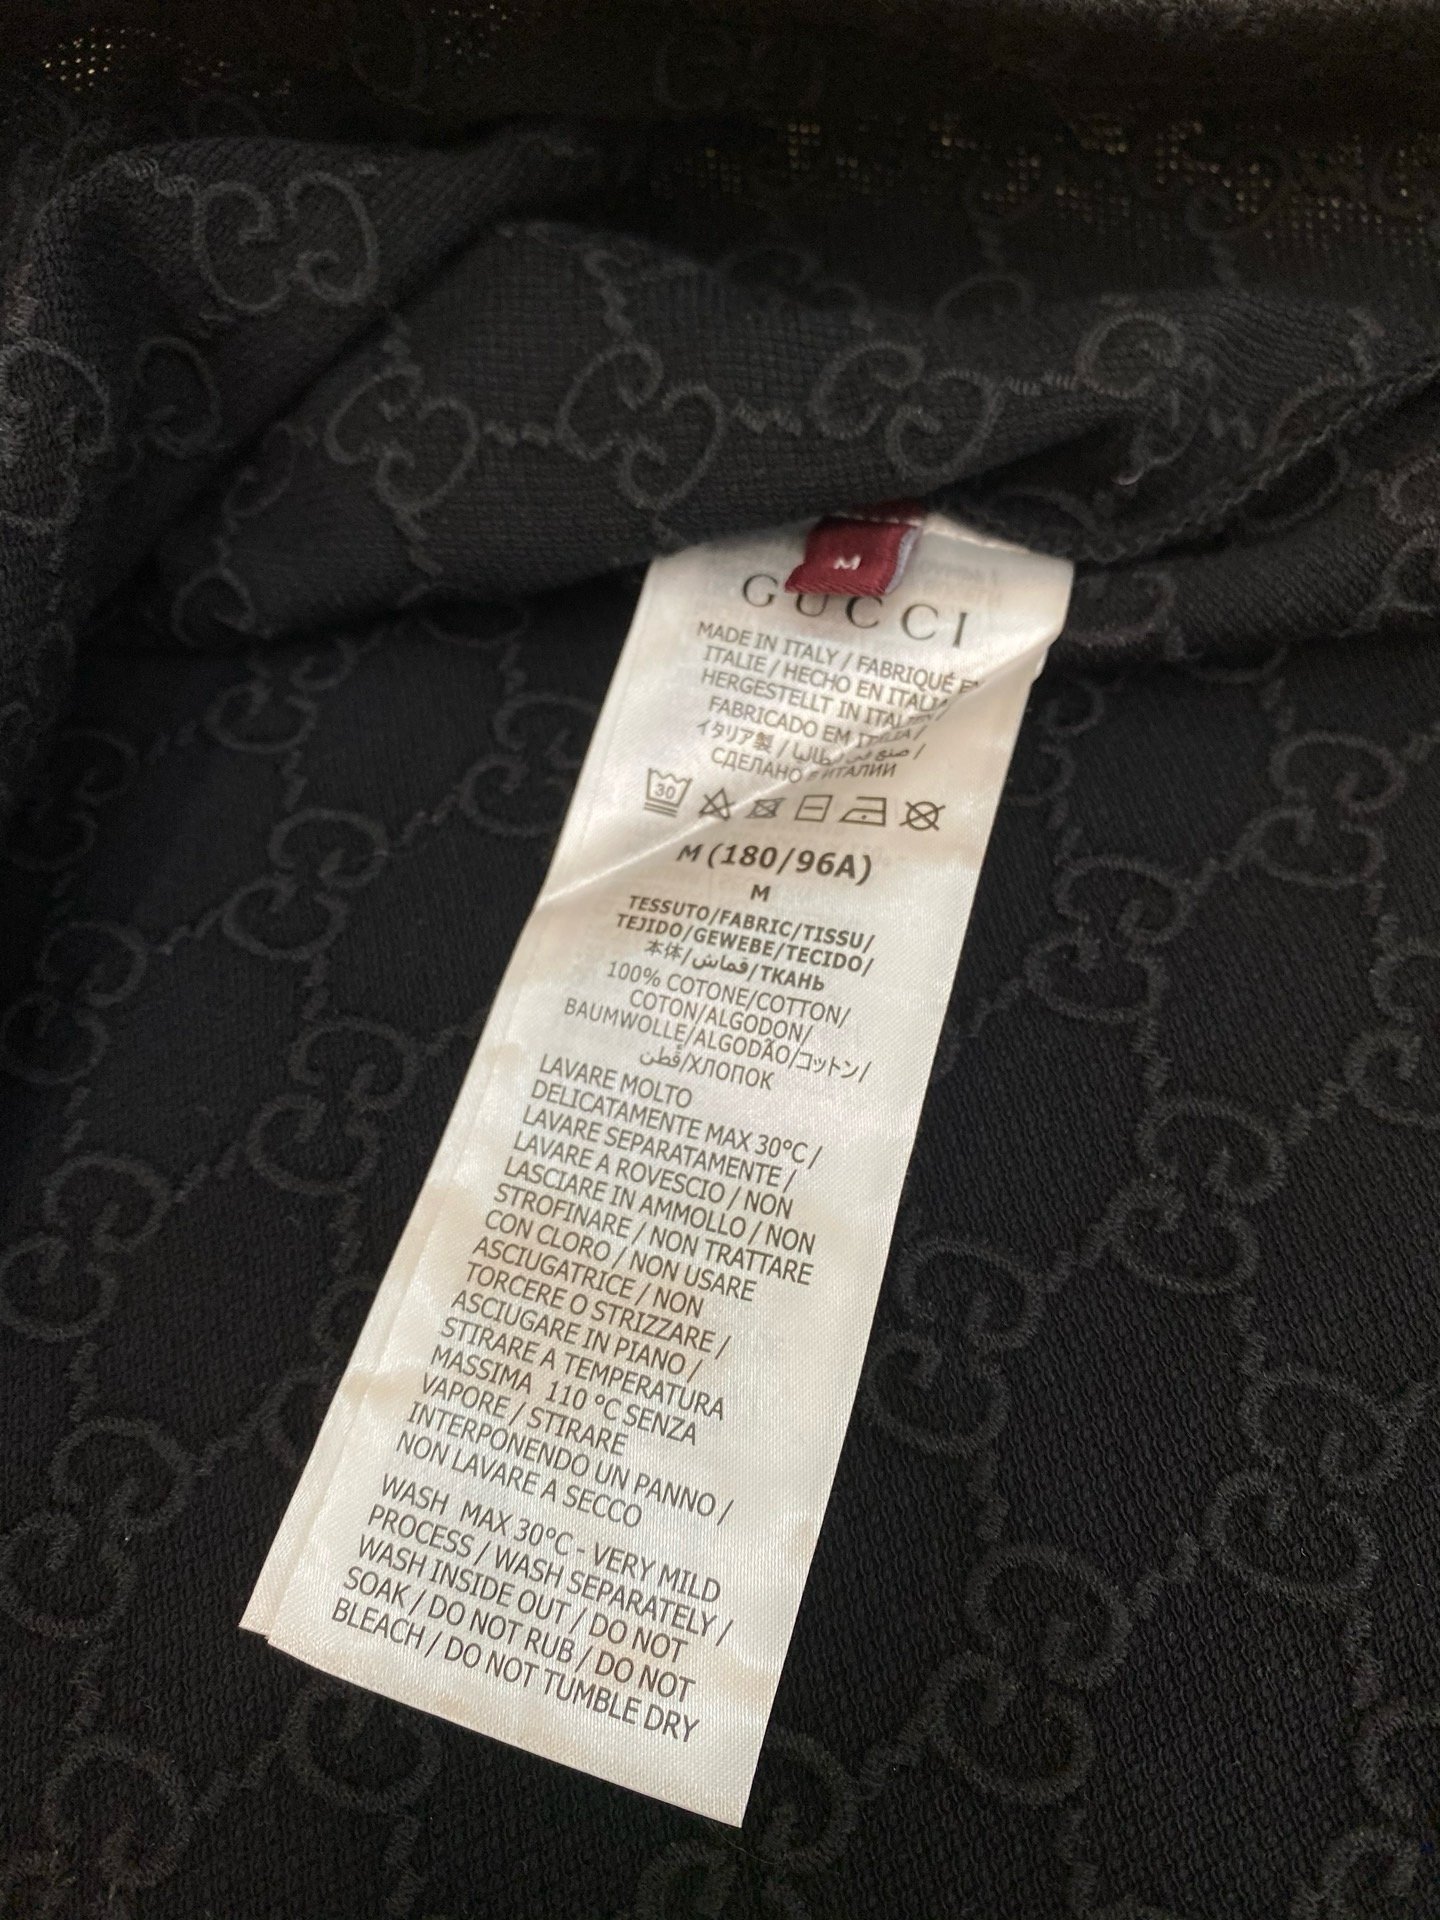 M
GUCCI
MADE IN ITALY / FABRIQUÉ
ITALIE / HECHO EN ITALIA/
HERGESTELLT IN ITALIEN/
FABRICADO EM ITÁLIA/
イタリア製 / صنع في إيطاليا /
СДЕЛАНО В ИТАЛИИ
30
M (180/96A)
M
TESSUTO/FABRIC/TISSU/
TEJIDO/GEWEBE/TECIDO/
本体/قماش/ТКАНЬ
100% COTONE/COTTON/
COTON/ALGODON/
BAUMWOLLE/ALGODÃO/コットン/
قطن/ХЛОПОК
LAVARE MOLTO
DELICATAMENTE MAX 30°C /
LAVARE SEPARATAMENTE /
LAVARE A ROVESCIO / NON
LASCIARE IN AMMOLLO / NON
STROFINARE / NON TRATTARE
CON CLORO / NON USARE
ASCIUGATRICE / NON
TORCERE O STRIZZARE /
ASCIUGARE IN PIANO /
STIRARE A TEMPERATURA
MASSIMA 110 °C SENZA
VAPORE / STIRARE
INTERPONENDO UN PANNO /
NON LAVARE A SECCO
WASH MAX 30°C - VERY MILD
PROCESS / WASH SEPARATELY /
WASH INSIDE OUT / DO NOT
SOAK / DO NOT RUB / DO NOT
BLEACH / DO NOT TUMBLE DRY